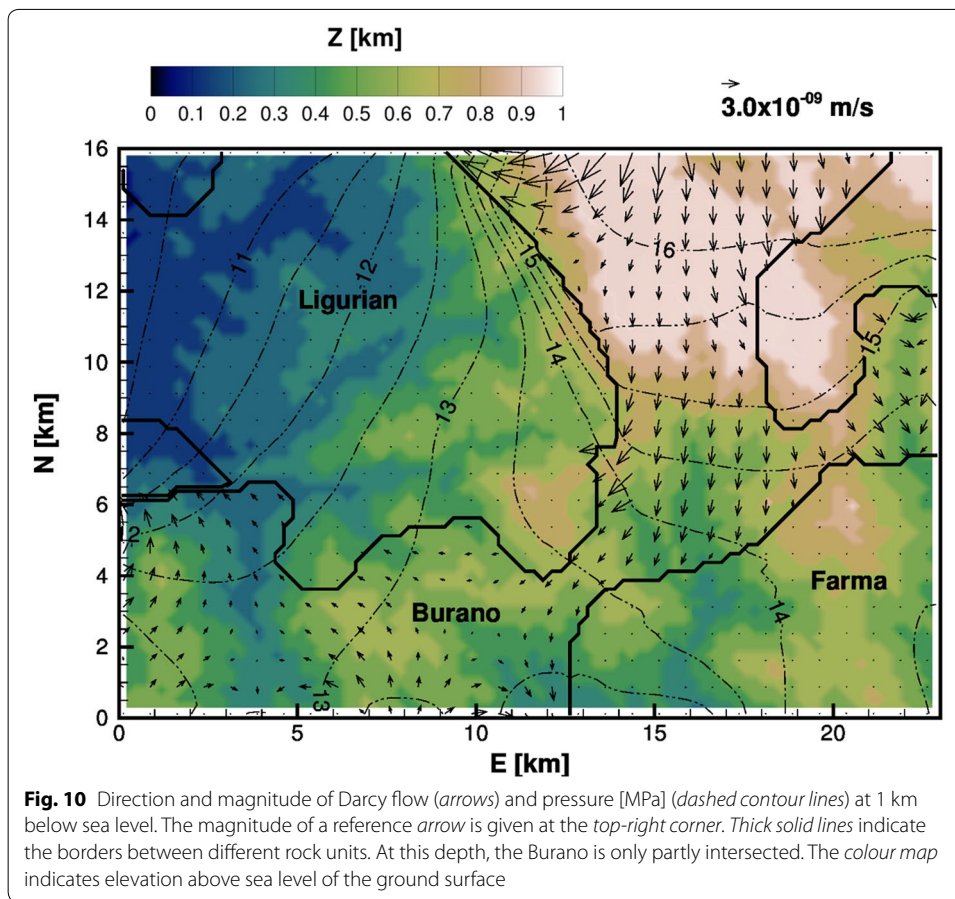 Z [km]
0 0.1 0.2 0.3 0.4 0.5 0.6 0.7 0.8 0.9 1
3.0x10⁻⁰⁹ m/s
16
14
12
10
8
6
4
2
0
N [km]
11
12
Ligurian
13
14
15
16
15
2
Burano
13
Farma
14
0 5 10 15 20
E [km]
Fig. 10 Direction and magnitude of Darcy flow (arrows) and pressure [MPa] (dashed contour lines) at 1 km
below sea level. The magnitude of a reference arrow is given at the top-right corner. Thick solid lines indicate
the borders between different rock units. At this depth, the Burano is only partly intersected. The colour map
indicates elevation above sea level of the ground surface